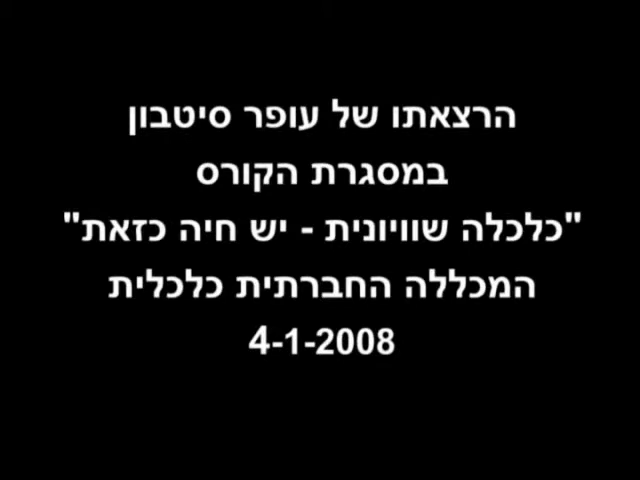 הרצאתו של עופר סיטבון
במסגרת הקורס
"כלכלה שוויונית - יש חיה כזאת"
המכללה החברתית כלכלית
4-1-2008